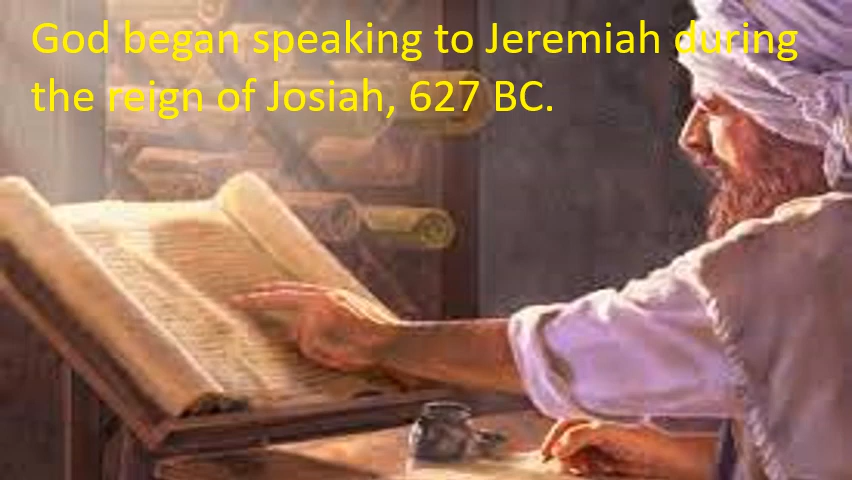 God began speaking to Jeremiah during
the reign of Josiah, 627 BC.